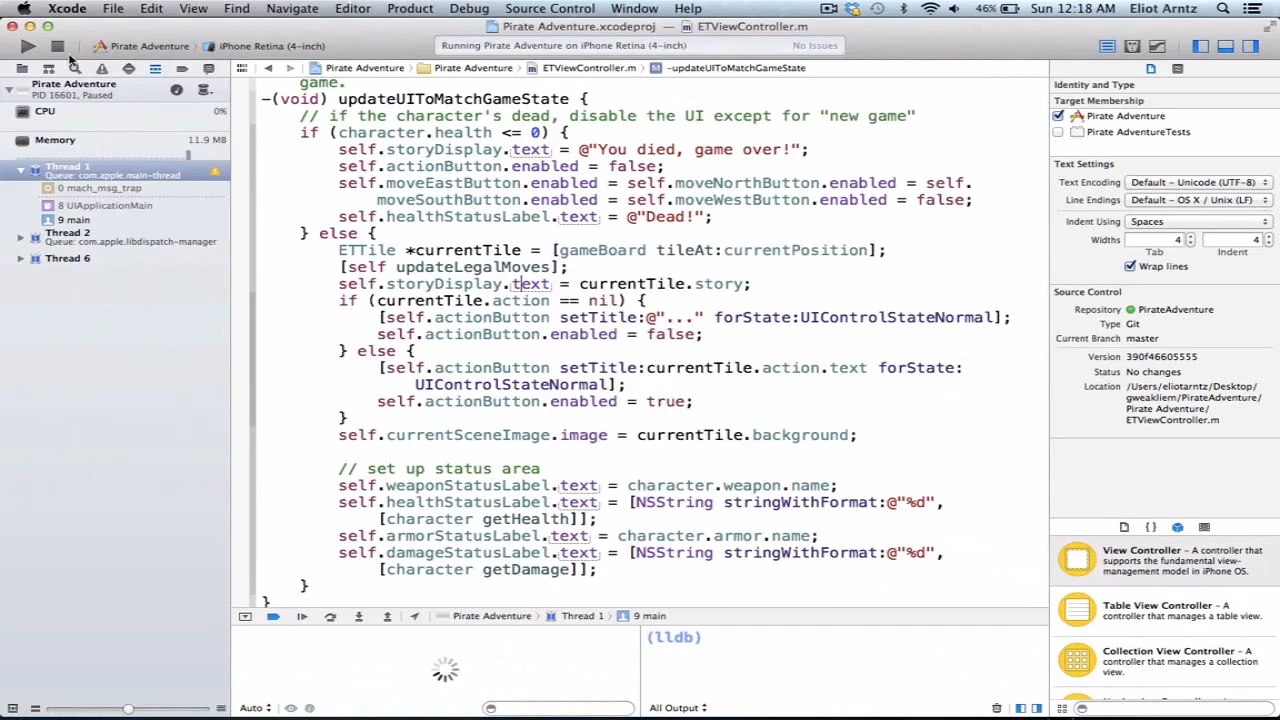 Xcode File Edit View Find Navigate Editor Product Debug Source Control Window Help 46% Sun 12:18 AM Eliot Arntz
Pirate Adventure.xcodeproj — ETViewController.m
Pirate Adventure iPhone Retina (4-inch) Running Pirate Adventure on iPhone Retina (4-inch) No Issues
Pirate Adventure Pirate Adventure ETViewController.m -updateUIToMatchGameState
Pirate Adventure
PID 16601, Paused
CPU 0%
Memory 11.9 MB
Thread 1
Queue: com.apple.main-thread
0 mach_msg_trap
8 UIApplicationMain
9 main
Thread 2
Queue: com.apple.libdispatch-manager
Thread 6
game.
-(void) updateUIToMatchGameState {
// if the character's dead, disable the UI except for "new game"
if (character.health <= 0) {
self.storyDisplay.text = @"You died, game over!";
self.actionButton.enabled = false;
self.moveEastButton.enabled = self.moveNorthButton.enabled = self.
moveSouthButton.enabled = self.moveWestButton.enabled = false;
self.healthStatusLabel.text = @"Dead!";
} else {
ETTile *currentTile = [gameBoard tileAt:currentPosition];
[self updateLegalMoves];
self.storyDisplay.text = currentTile.story;
if (currentTile.action == nil) {
[self.actionButton setTitle:@"..." forState:UIControlStateNormal];
self.actionButton.enabled = false;
} else {
[self.actionButton setTitle:currentTile.action.text forState:
UIControlStateNormal];
self.actionButton.enabled = true;
}
self.currentSceneImage.image = currentTile.background;
// set up status area
self.weaponStatusLabel.text = character.weapon.name;
self.healthStatusLabel.text = [NSString stringWithFormat:@"%d",
[character getHealth]];
self.armorStatusLabel.text = character.armor.name;
self.damageStatusLabel.text = [NSString stringWithFormat:@"%d",
[character getDamage]];
}
}
Pirate Adventure Thread 1 9 main
(lldb)
Auto All Output
Identity and Type
Target Membership
Pirate Adventure
Pirate AdventureTests
Text Settings
Text Encoding Default - Unicode (UTF-8)
Line Endings Default - OS X / Unix (LF)
Indent Using Spaces
Widths 4 4
Tab Indent
Wrap lines
Source Control
Repository PirateAdventure
Type Git
Current Branch master
Version 390f46605555
Status No changes
Location /Users/eliotarntz/Desktop/
gweakliem/PirateAdventure/
Pirate Adventure/
ETViewController.m
View Controller - A controller that
supports the fundamental view-
management model in iPhone OS.
Table View Controller - A
controller that manages a table view.
Collection View Controller - A
controller that manages a collection
view.